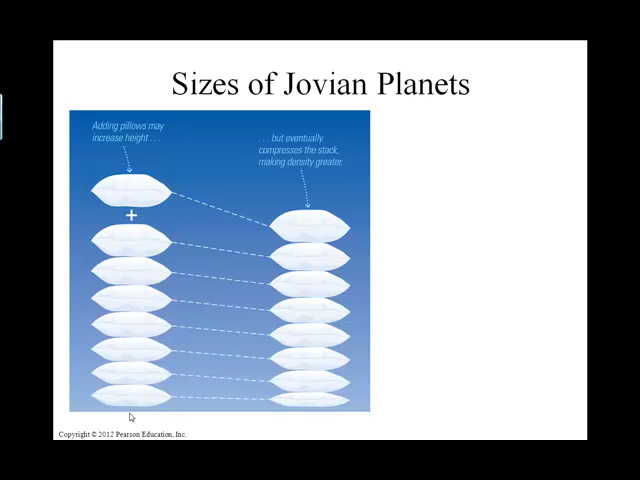 Sizes of Jovian Planets
Adding pillows may
increase height . . .
. . . but eventually
compresses the stack,
making density greater.
+
Copyright © 2012 Pearson Education, Inc.